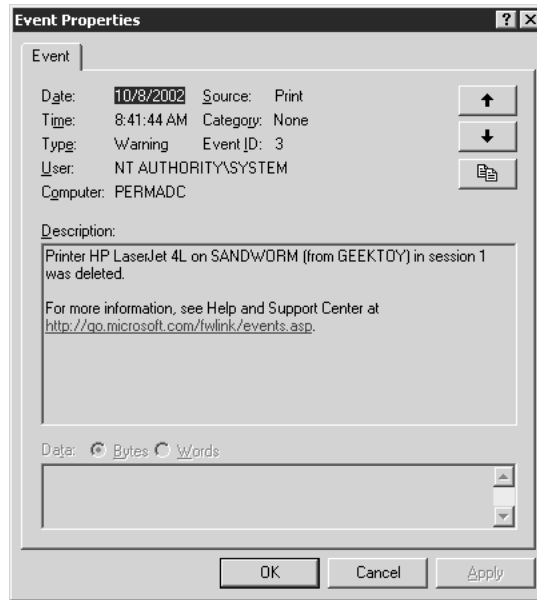 Event Properties
Event
Date: 10/8/2002 Source: Print
Time: 8:41:44 AM Category: None
Type: Warning Event ID: 3
User: NT AUTHORITY\SYSTEM
Computer: PERMADC
Description:
Printer HP LaserJet 4L on SANDWORM (from GEEKTOY) in session 1
was deleted.
For more information, see Help and Support Center at
http://go.microsoft.com/fwlink/events.asp.
Data: Bytes Words
OK Cancel Apply